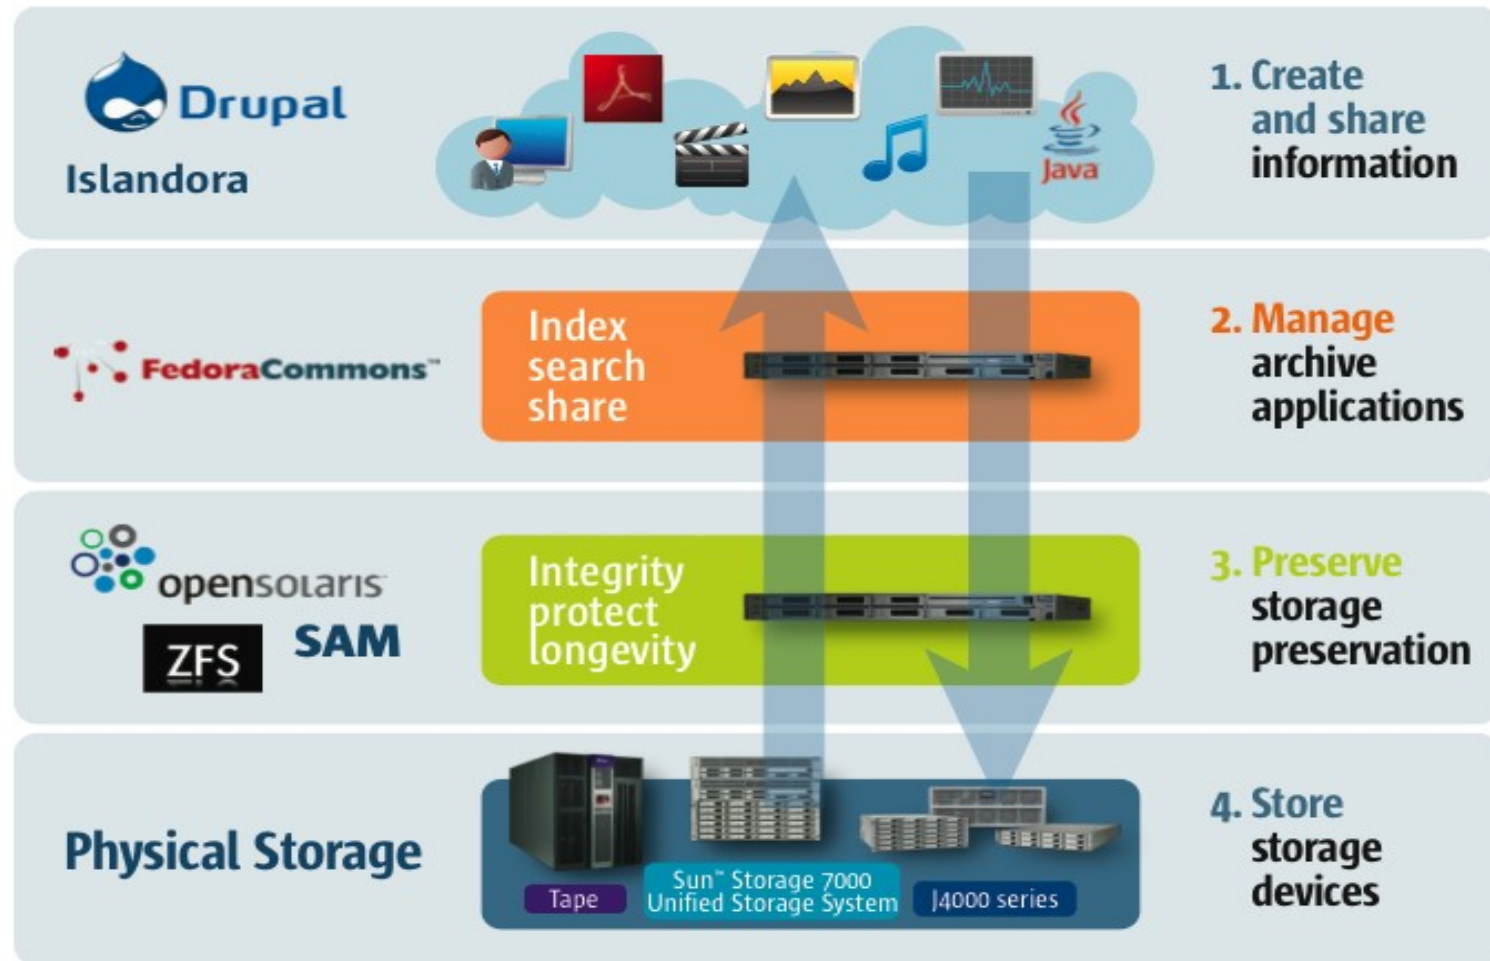 Drupal
Islandora
Java
1. Create
and share
information
FedoraCommons™
Index
search
share
2. Manage
archive
applications
opensolaris
ZFS
SAM
Integrity
protect
longevity
3. Preserve
storage
preservation
Physical Storage
Tape
Sun™ Storage 7000
Unified Storage System
J4000 series
4. Store
storage
devices